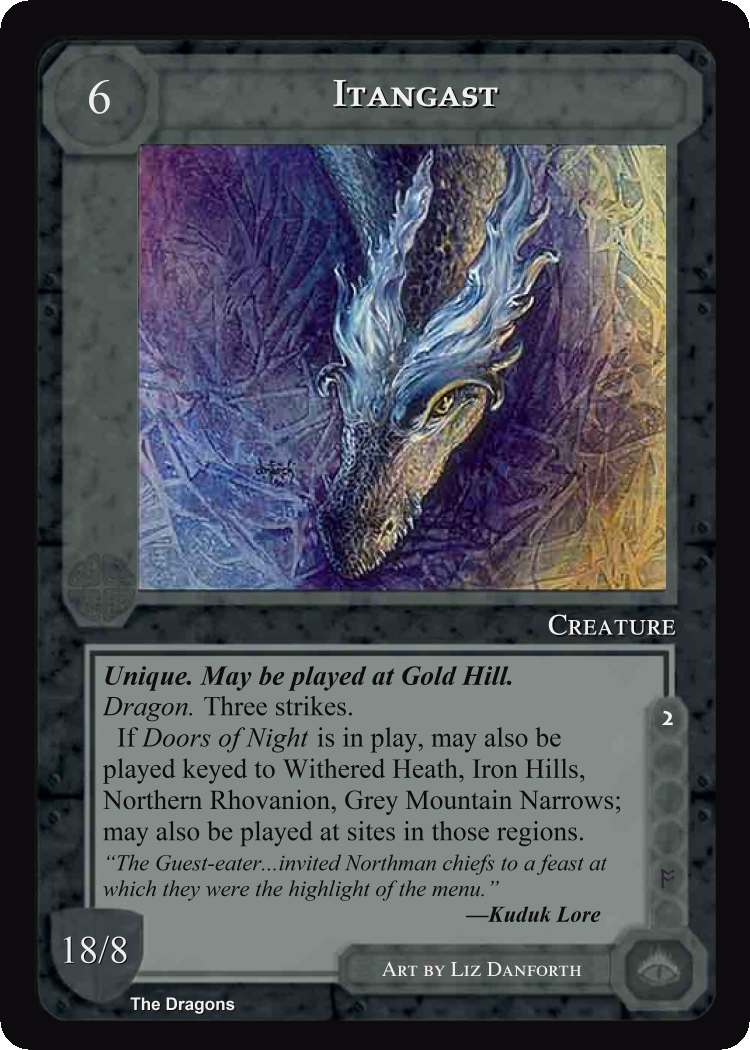 6
Itangast
Creature
Unique. May be played at Gold Hill.
Dragon. Three strikes.
If Doors of Night is in play, may also be
played keyed to Withered Heath, Iron Hills,
Northern Rhovanion, Grey Mountain Narrows;
may also be played at sites in those regions.
“The Guest-eater...invited Northman chiefs to a feast at
which they were the highlight of the menu.”
—Kuduk Lore
2
18/8
Art by Liz Danforth
The Dragons